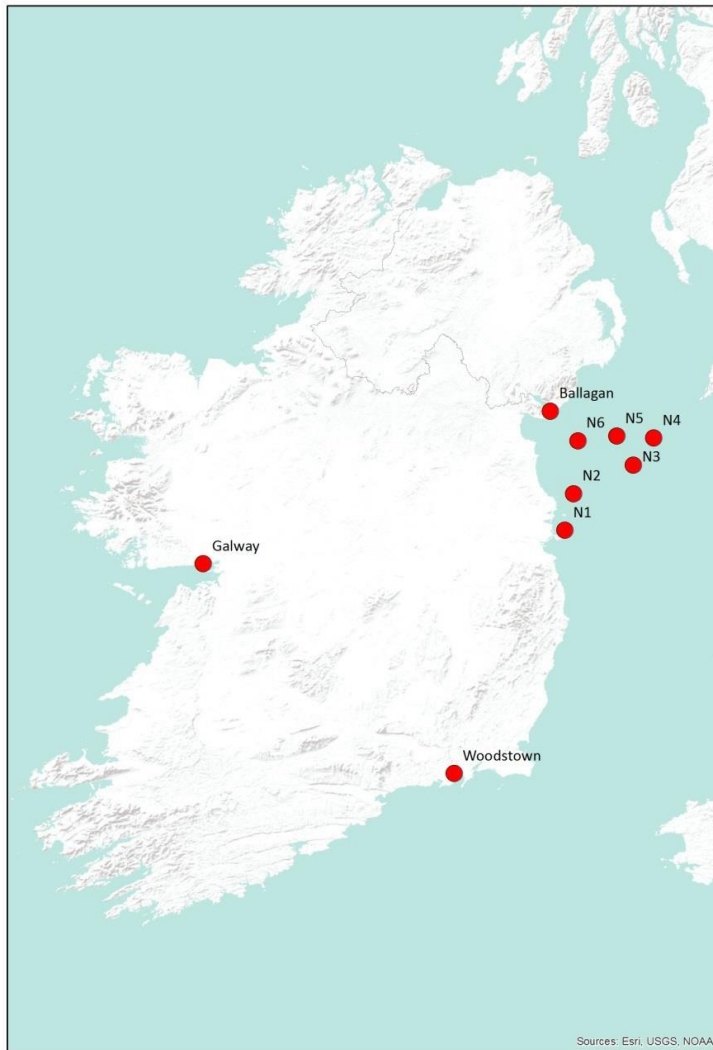 Ballagan
N6
N5
N4
N3
N2
N1
Galway
Woodstown
Sources: Esri, USGS, NOAA